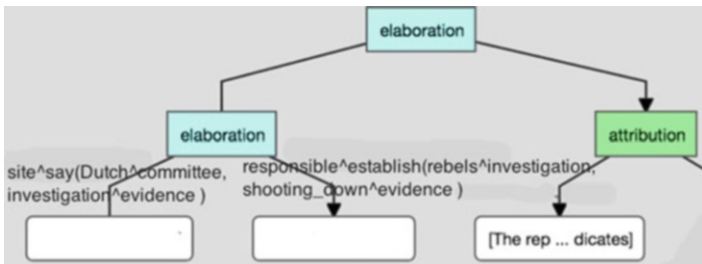 elaboration
elaboration
attribution
site^say(Dutch^committee,
investigation^evidence )
responsible^establish(rebels^investigation,
shooting_down^evidence )
[The rep ... dicates]